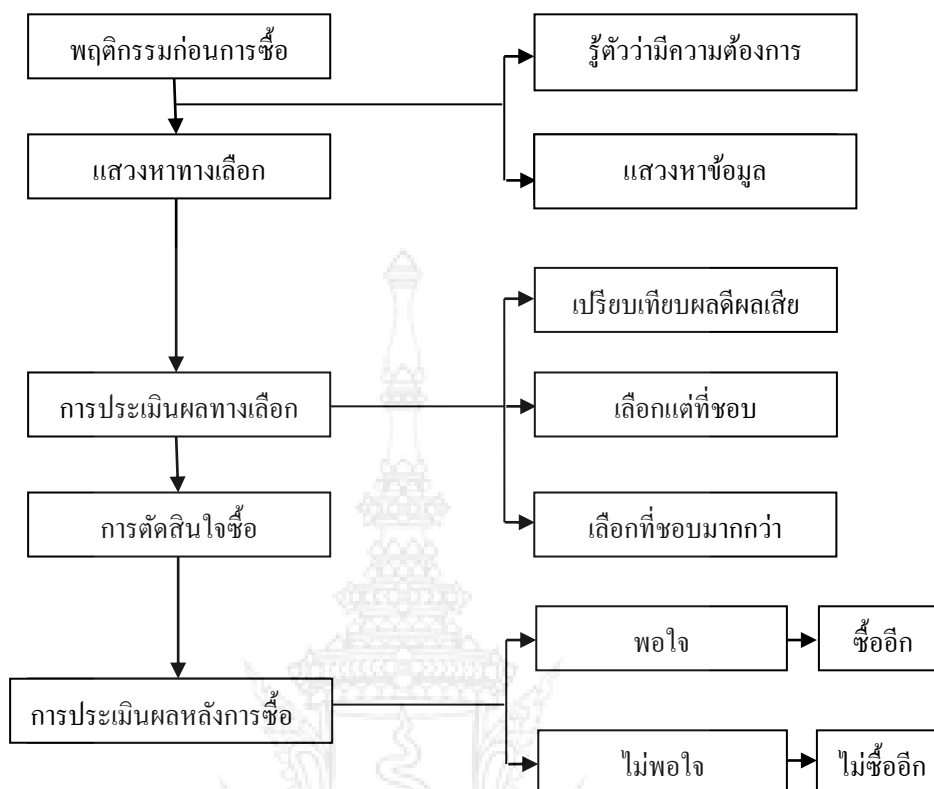 พฤติกรรมก่อนการซื้อ
รู้ตัวว่ามีความต้องการ
แสวงหาทางเลือก
แสวงหาข้อมูล
เปรียบเทียบผลดีผลเสีย
การประเมินผลทางเลือก
เลือกแต่ที่ชอบ
การตัดสินใจซื้อ
เลือกที่ชอบมากกว่า
พอใจ
ซื้ออีก
การประเมินผลหลังการซื้อ
ไม่พอใจ
ไม่ซื้ออีก